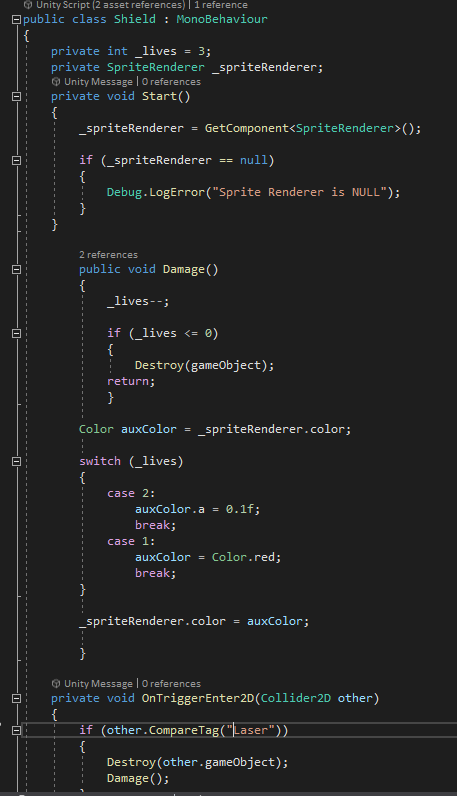 Unity Script (2 asset references) | 1 reference
public class Shield : MonoBehaviour
{
private int _lives = 3;
private SpriteRenderer _spriteRenderer;
Unity Message | 0 references
private void Start()
{
_spriteRenderer = GetComponent<SpriteRenderer>();
if (_spriteRenderer == null)
{
Debug.LogError("Sprite Renderer is NULL");
}
}
2 references
public void Damage()
{
_lives--;
if (_lives <= 0)
{
Destroy(gameObject);
return;
}
Color auxColor = _spriteRenderer.color;
switch (_lives)
{
case 2:
auxColor.a = 0.1f;
break;
case 1:
auxColor = Color.red;
break;
}
_spriteRenderer.color = auxColor;
}
Unity Message | 0 references
private void OnTriggerEnter2D(Collider2D other)
{
if (other.CompareTag("Laser"))
{
Destroy(other.gameObject);
Damage();